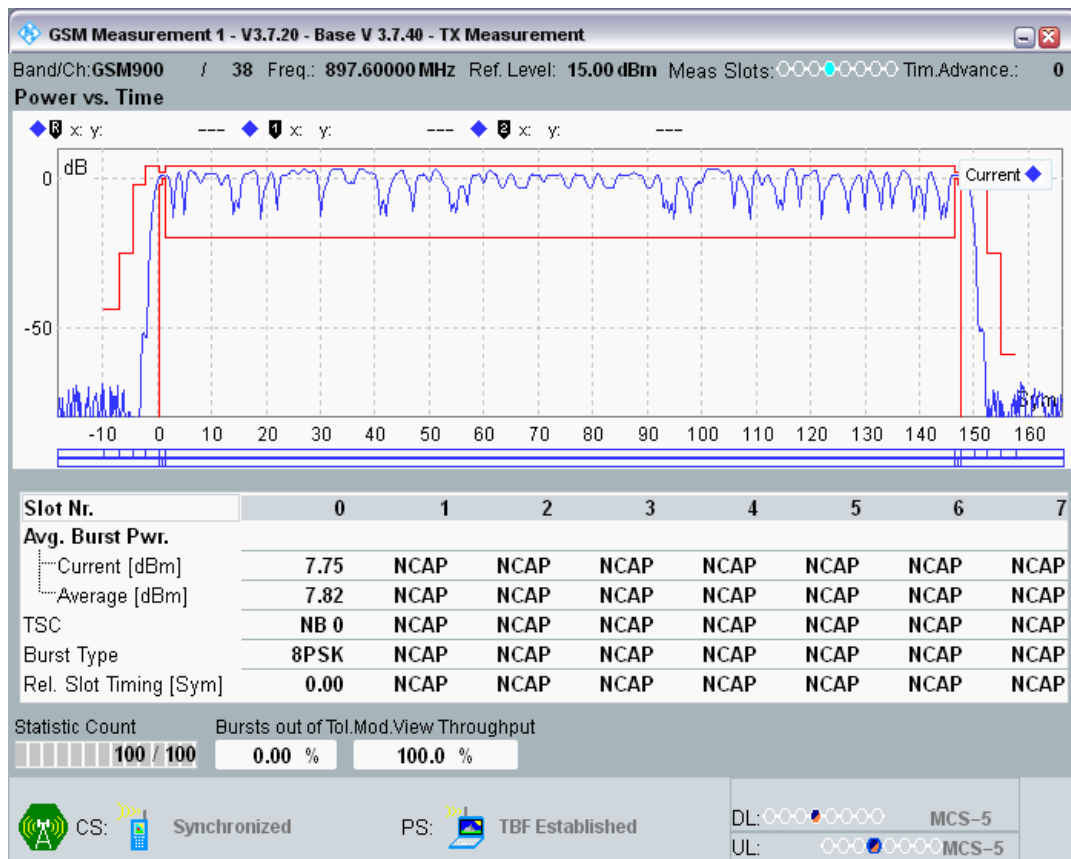 GSM Measurement 1 - V3.7.20 - Base V 3.7.40 - TX Measurement
Band/Ch:GSM900 / 38 Freq.: 897.60000 MHz Ref. Level: 15.00 dBm Meas Slots: Tim.Advance.: 0
Power vs. Time
R x: y: --- 1 x: y: --- 2 x: y: ---
dB
Current
0
-50
Sym
-10 0 10 20 30 40 50 60 70 80 90 100 110 120 130 140 150 160
Slot Nr. 0 1 2 3 4 5 6 7
Avg. Burst Pwr.
Current [dBm] 7.75 NCAP NCAP NCAP NCAP NCAP NCAP NCAP
Average [dBm] 7.82 NCAP NCAP NCAP NCAP NCAP NCAP NCAP
TSC NB 0 NCAP NCAP NCAP NCAP NCAP NCAP NCAP
Burst Type 8PSK NCAP NCAP NCAP NCAP NCAP NCAP NCAP
Rel. Slot Timing [Sym] 0.00 NCAP NCAP NCAP NCAP NCAP NCAP NCAP
Statistic Count Bursts out of Tol. Mod.View Throughput
100 / 100 0.00 % 100.0 %
CS: Synchronized PS: TBF Established DL: MCS-5
UL: MCS-5